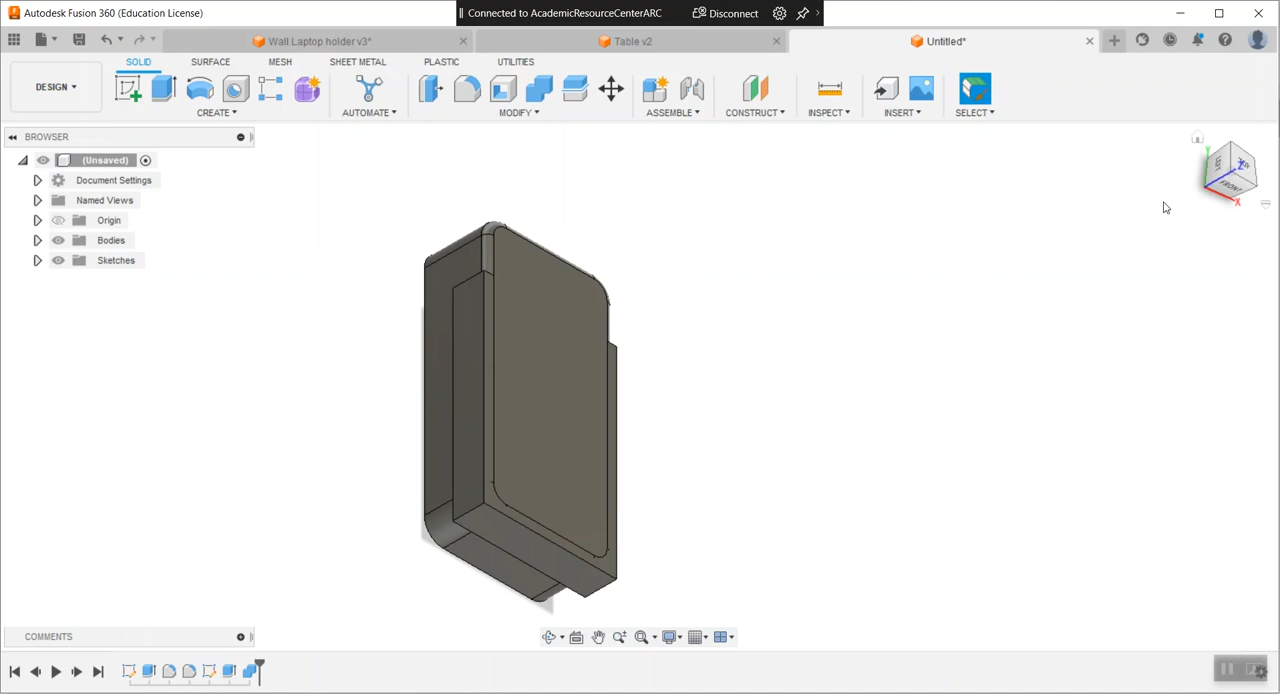 Autodesk Fusion 360 (Education License)
Connected to AcademicResourceCenterARC
Disconnect
Wall Laptop holder v3*
Table v2
Untitled*
SOLID
SURFACE
MESH
SHEET METAL
PLASTIC
UTILITIES
DESIGN
CREATE
AUTOMATE
MODIFY
ASSEMBLE
CONSTRUCT
INSPECT
INSERT
SELECT
BROWSER
(Unsaved)
Document Settings
Named Views
Origin
Bodies
Sketches
Y
LEFT
Z
FRONT
X
COMMENTS